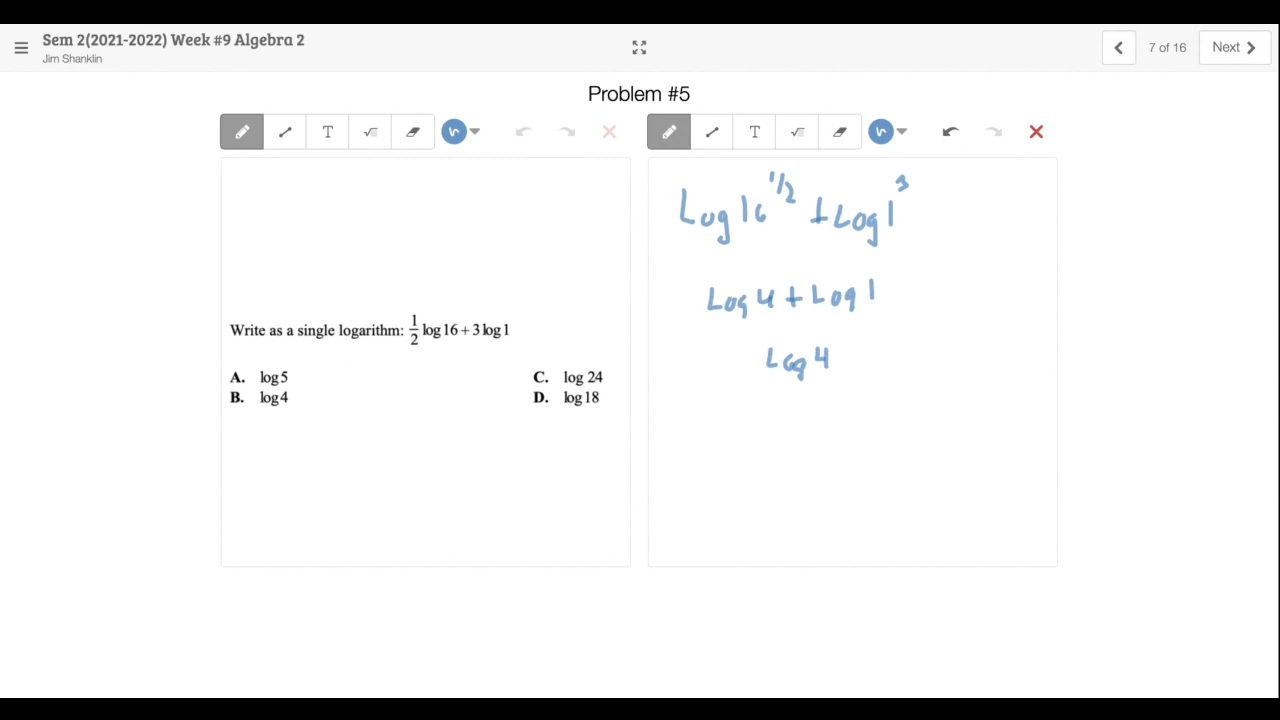 Sem 2(2021-2022) Week #9 Algebra 2
Jim Shanklin
7 of 16
Next
Problem #5
T
T
Write as a single logarithm: 1/2 log 16 + 3 log 1
A. log 5
C. log 24
B. log 4
D. log 18
Log 16^1/2 + Log 1^3
Log 4 + Log 1
Log 4